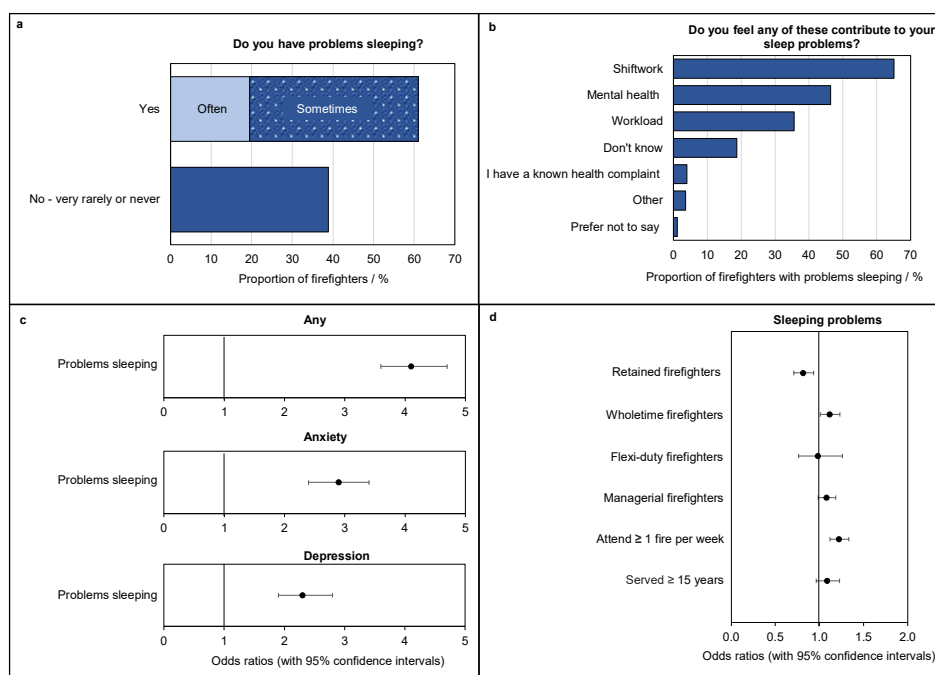 a
Do you have problems sleeping?
Yes
Often
Sometimes
No - very rarely or never
0 10 20 30 40 50 60 70
Proportion of firefighters / %
b
Do you feel any of these contribute to your
sleep problems?
Shiftwork
Mental health
Workload
Don't know
I have a known health complaint
Other
Prefer not to say
0 10 20 30 40 50 60 70
Proportion of firefighters with problems sleeping / %
c
Any
Problems sleeping
0 1 2 3 4 5
Anxiety
Problems sleeping
0 1 2 3 4 5
Depression
Problems sleeping
0 1 2 3 4 5
Odds ratios (with 95% confidence intervals)
d
Sleeping problems
Retained firefighters
Wholetime firefighters
Flexi-duty firefighters
Managerial firefighters
Attend ≥ 1 fire per week
Served ≥ 15 years
0.0 1.0 1.0 2.0
Odds ratios (with 95% confidence intervals)